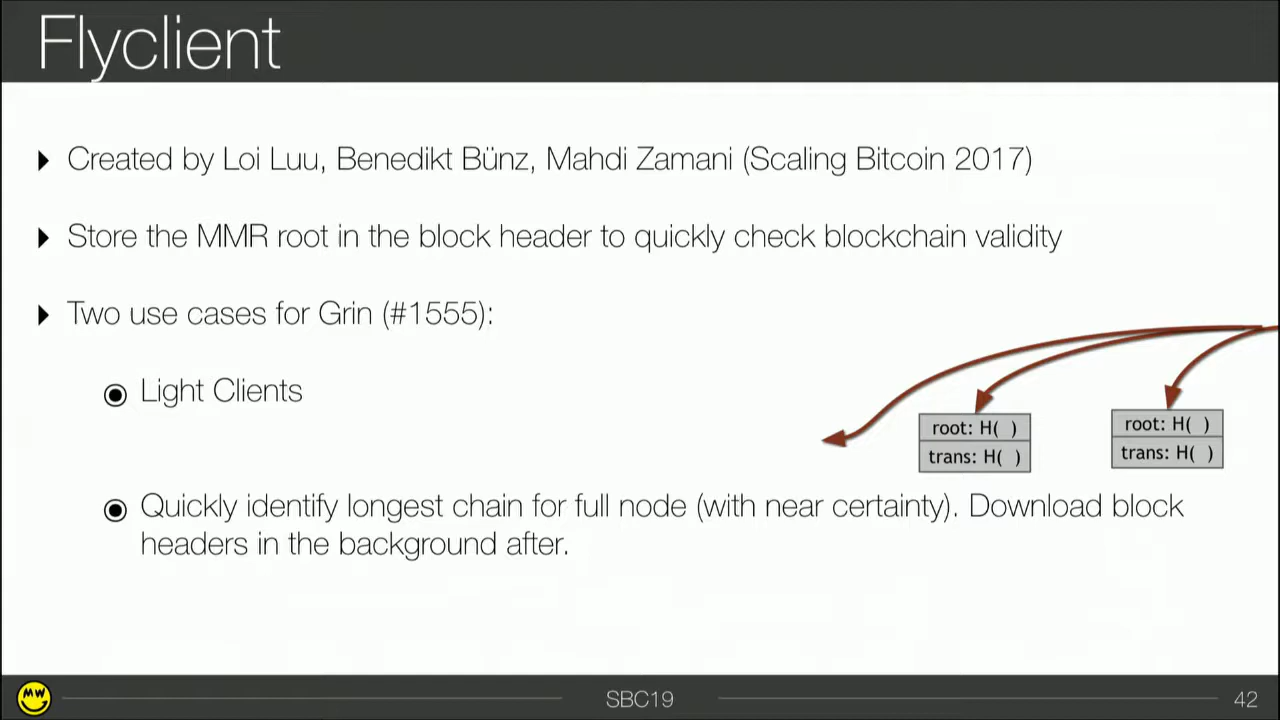 Flyclient
Created by Loi Luu, Benedikt Bünz, Mahdi Zamani (Scaling Bitcoin 2017)
Store the MMR root in the block header to quickly check blockchain validity
Two use cases for Grin (#1555):
Light Clients
root: H( )
trans: H( )
root: H( )
trans: H( )
Quickly identify longest chain for full node (with near certainty). Download block
headers in the background after.
MW
SBC19
42